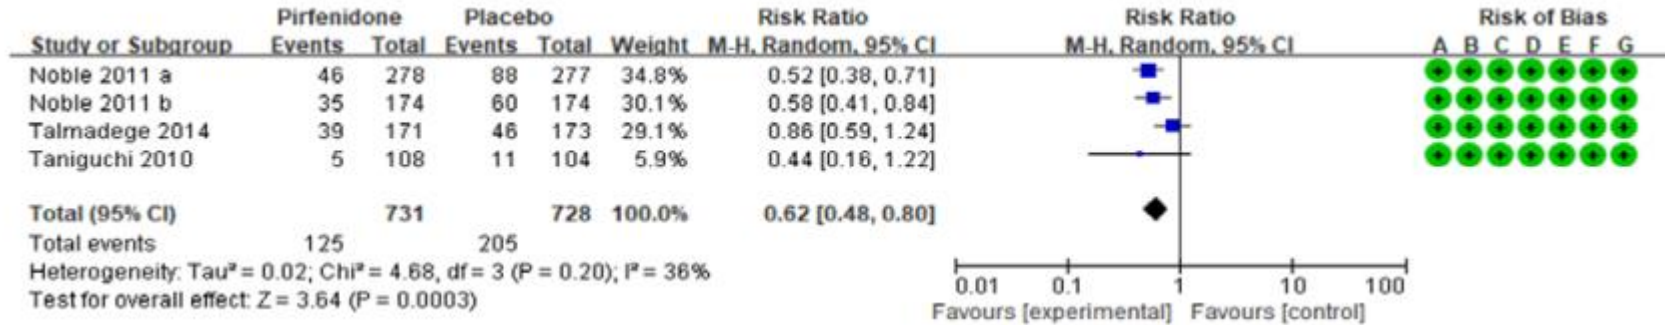 Pirfenidone Placebo Risk Ratio Risk Ratio Risk of Bias
Study or Subgroup Events Total Events Total Weight M-H, Random, 95% CI M-H, Random, 95% CI A B C D E F G
Noble 2011 a 46 278 88 277 34.8% 0.52 [0.38, 0.71]
Noble 2011 b 35 174 60 174 30.1% 0.58 [0.41, 0.84]
Talmadege 2014 39 171 46 173 29.1% 0.86 [0.59, 1.24]
Taniguchi 2010 5 108 11 104 5.9% 0.44 [0.16, 1.22]
Total (95% CI) 731 728 100.0% 0.62 [0.48, 0.80]
Total events 125 205
Heterogeneity: Tau² = 0.02; Chi² = 4.68, df = 3 (P = 0.20); I² = 36%
Test for overall effect: Z = 3.64 (P = 0.0003)
0.01 0.1 1 10 100
Favours [experimental] Favours [control]